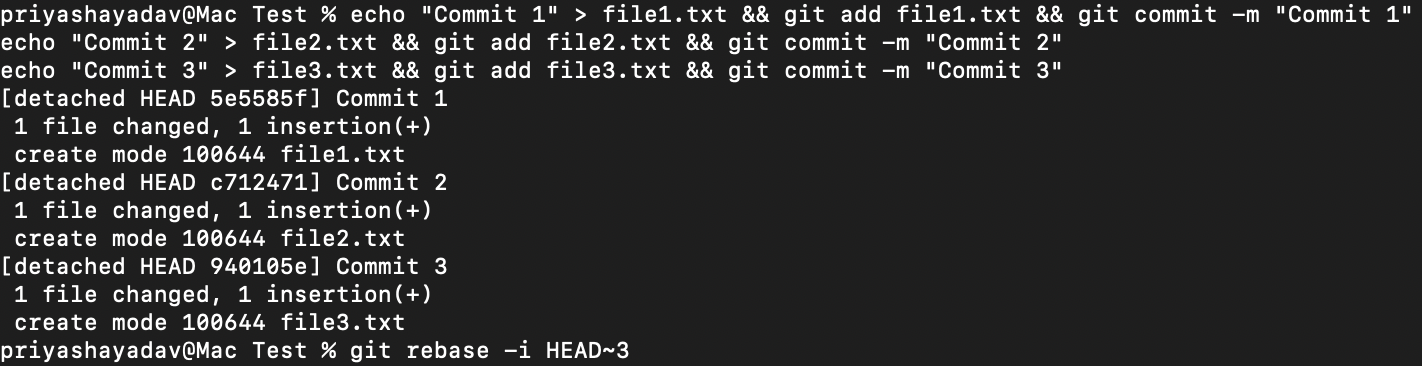 priyashayadav@Mac Test % echo "Commit 1" > file1.txt && git add file1.txt && git commit -m "Commit 1"
echo "Commit 2" > file2.txt && git add file2.txt && git commit -m "Commit 2"
echo "Commit 3" > file3.txt && git add file3.txt && git commit -m "Commit 3"
[detached HEAD 5e5585f] Commit 1
 1 file changed, 1 insertion(+)
 create mode 100644 file1.txt
[detached HEAD c712471] Commit 2
 1 file changed, 1 insertion(+)
 create mode 100644 file2.txt
[detached HEAD 940105e] Commit 3
 1 file changed, 1 insertion(+)
 create mode 100644 file3.txt
priyashayadav@Mac Test % git rebase -i HEAD~3